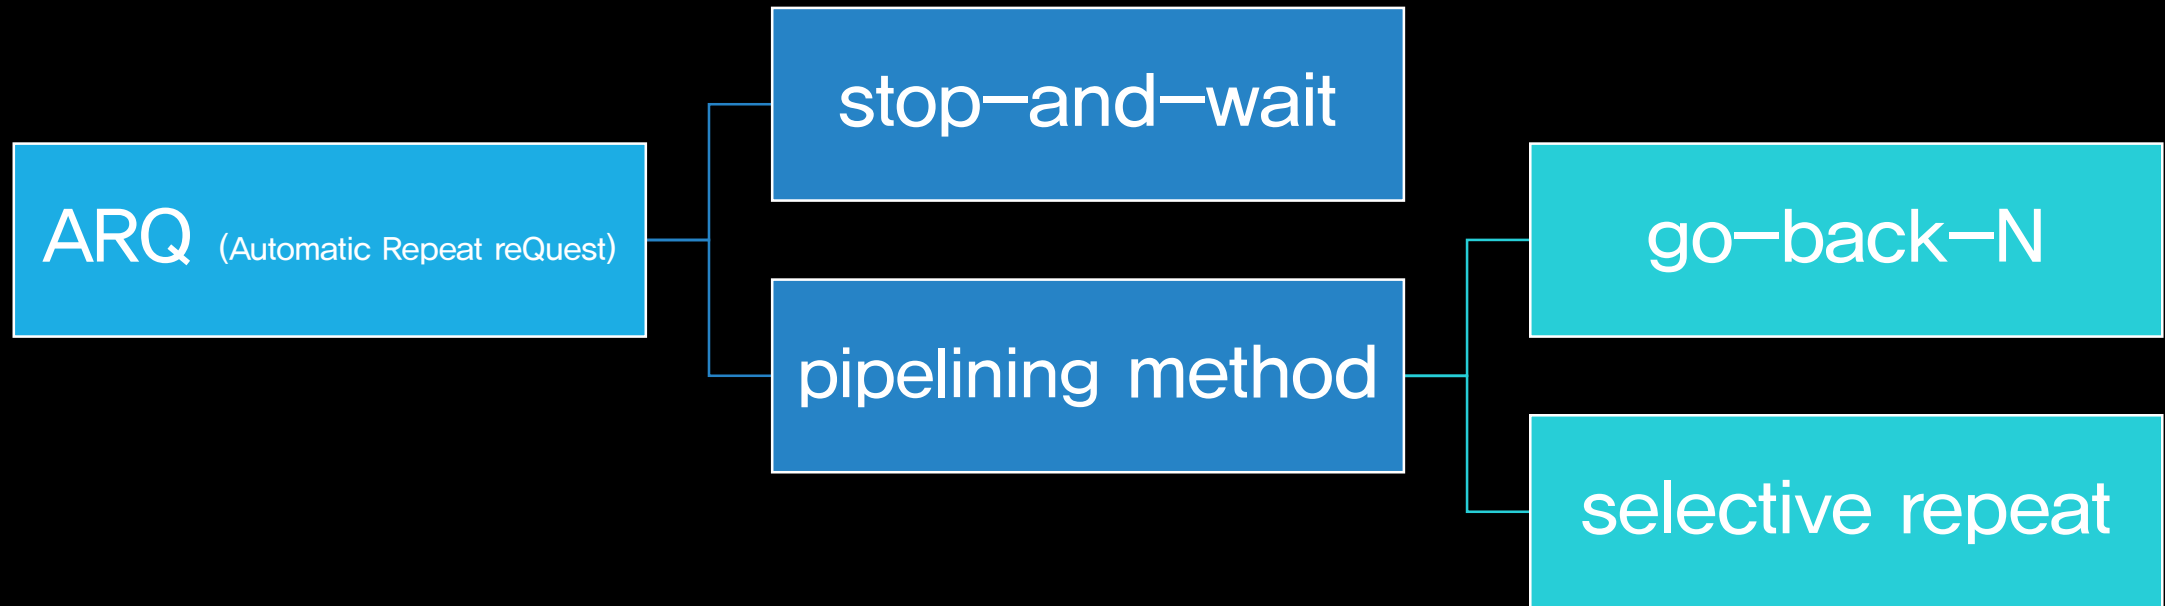 ARQ (Automatic Repeat reQuest)
stop-and-wait
pipelining method
go-back-N
selective repeat